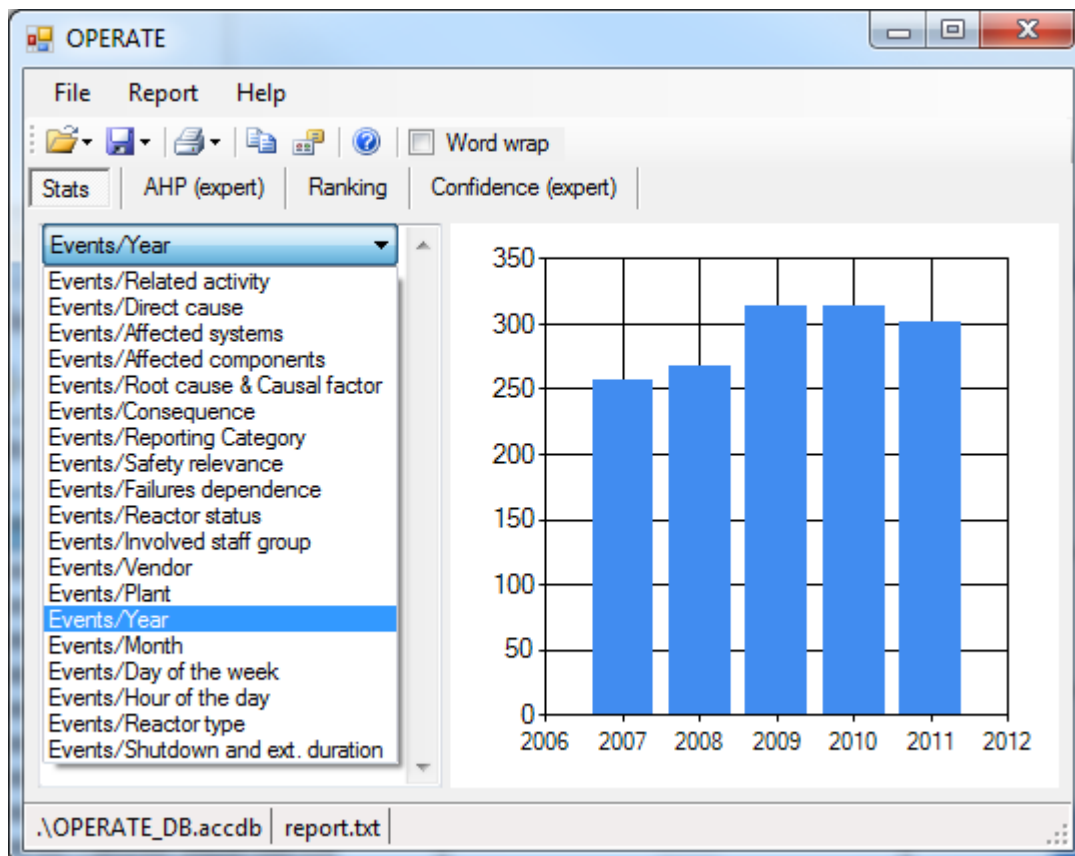 OPERATE
File Report Help
Word wrap
Stats AHP (expert) Ranking Confidence (expert)
Events/Year
Events/Related activity
Events/Direct cause
Events/Affected systems
Events/Affected components
Events/Root cause & Causal factor
Events/Consequence
Events/Reporting Category
Events/Safety relevance
Events/Failures dependence
Events/Reactor status
Events/Involved staff group
Events/Vendor
Events/Plant
Events/Year
Events/Month
Events/Day of the week
Events/Hour of the day
Events/Reactor type
Events/Shutdown and ext. duration
350
300
250
200
150
100
50
0
2006 2007 2008 2009 2010 2011 2012
.\OPERATE_DB.accdb report.txt